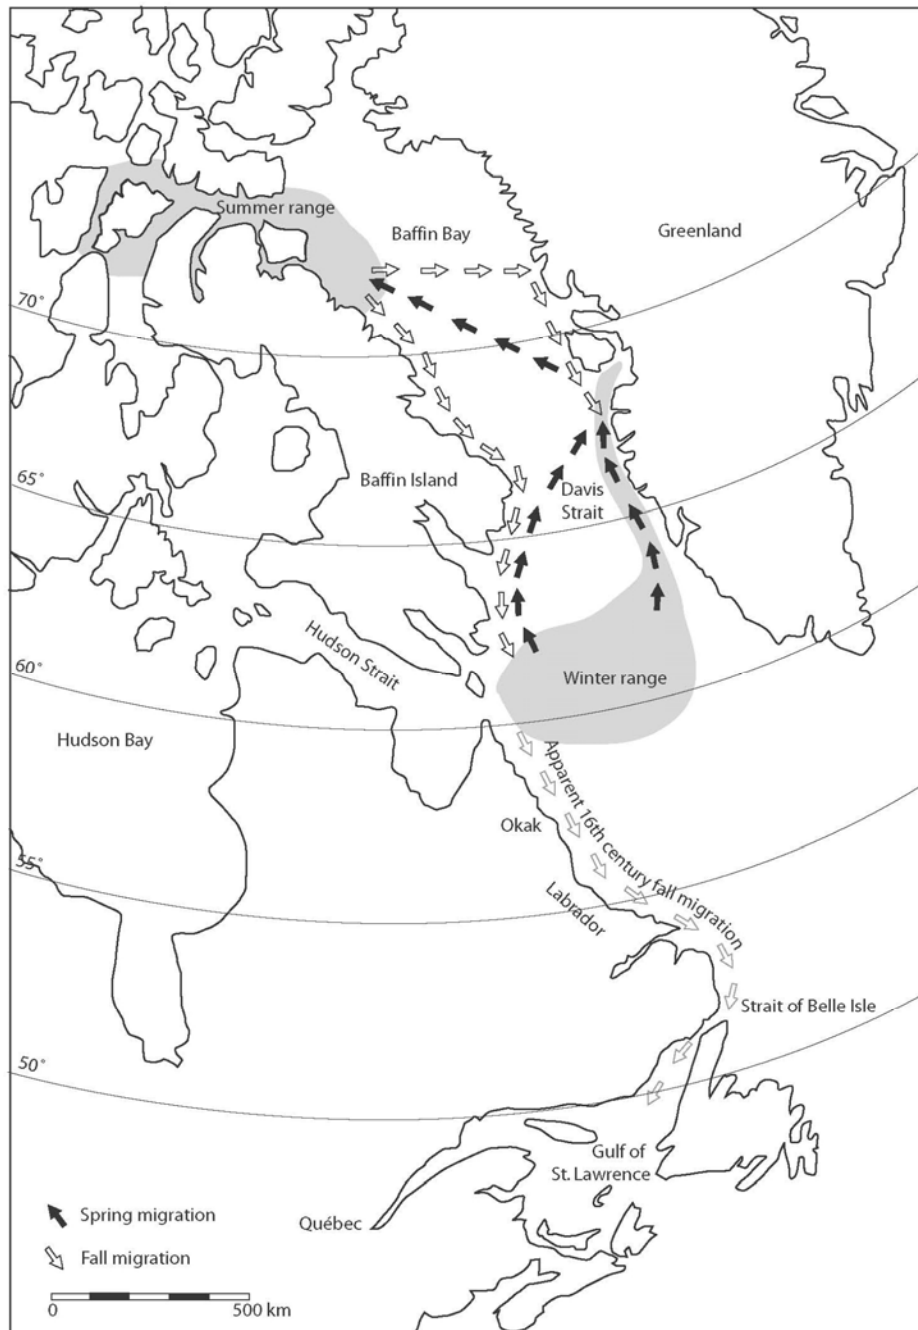 Summer range
Baffin Bay
Greenland
70°
65°
Baffin Island
Davis
Strait
Hudson Strait
60°
Winter range
Hudson Bay
Apparent 16th century fall migration
Okak
55°
Labrador
Strait of Belle Isle
50°
Gulf of
St. Lawrence
Québec
Spring migration
Fall migration
0 500 km